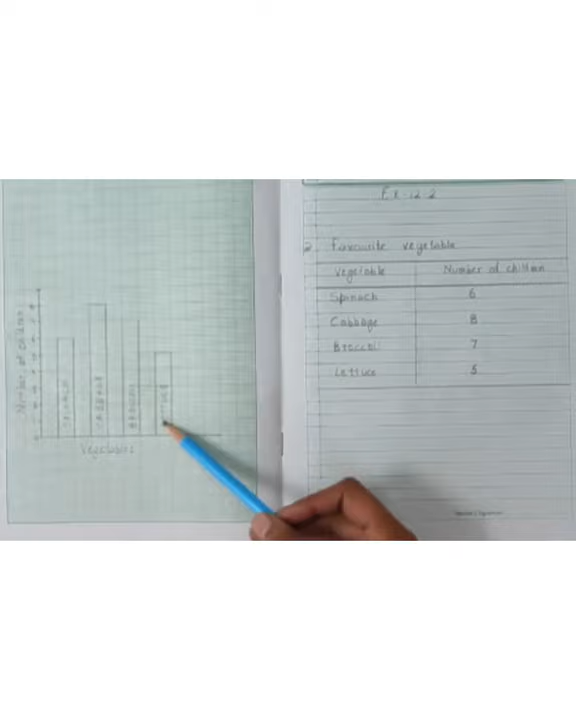 Number of children
SPINACH
CABBAGE
BROCCOLI
Vegetables
EX-12-2
2. Favourite vegetable
Vegetable Number of children
Spinach 6
Cabbage 8
Broccoli 7
Lettuce 5